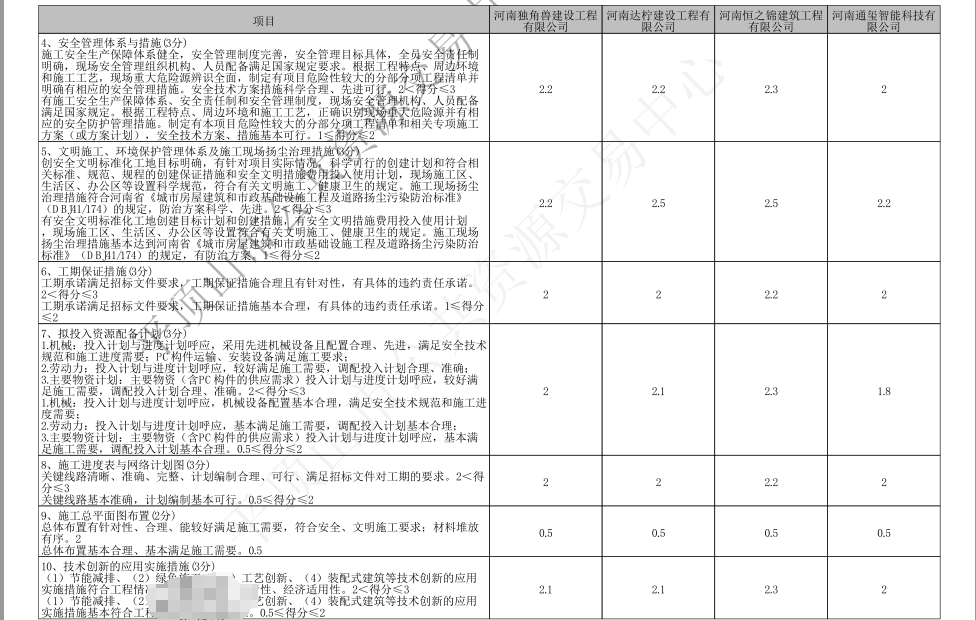 项目
河南独角兽建设工程有限公司
河南达柠建设工程有限公司
河南恒之锦建筑工程有限公司
河南通玺智能科技有限公司
4、安全管理体系与措施(3分)
施工安全生产保障体系健全，安全管理制度完善，安全管理目标具体，全员安全责任制
明确，现场安全管理组织机构、人员配备满足国家规定要求。根据工程特点、周边环境
和施工工艺，现场重大危险源辨识全面，制定有项目危险性较大的分部分项工程清单并
明确有相应的安全管理措施。安全技术方案措施科学合理、先进可行。2＜得分≤3
有施工安全生产保障体系、安全责任制和安全管理制度，现场安全管理机构、人员配备
满足国家规定。根据工程特点、周边环境和施工工艺，正确识别现场重大危险源并有相
应的安全防护管理措施。制定有本项目危险性较大的分部分项工程清单和相关专项施工
方案（或方案计划），安全技术方案、措施基本可行。1≤得分≤2
2.2 2.2 2.3 2
5、文明施工、环境保护管理体系及施工现场扬尘治理措施(3分)
创安全文明标准化工地目标明确，有针对项目实际情况，科学可行的创建计划和符合相
关标准、规范、规程的创建保障措施和安全文明措施费用投入使用计划，现场施工区、
生活区、办公区等设置科学规范，符合有关文明施工、健康卫生的规定。施工现场扬尘
治理措施符合河南省《城市房屋建筑和市政基础设施工程及道路扬尘污染防治标准》
（DBJ41/174）的规定，防治方案科学、先进。2＜得分≤3
有安全文明标准化工地创建目标计划和创建措施，有安全文明措施费用投入使用计划
，现场施工区、生活区、办公区等设置符合有关文明施工、健康卫生的规定。施工现场
扬尘治理措施基本达到河南省《城市房屋建筑和市政基础设施工程及道路扬尘污染防治
标准》（DBJ41/174）的规定，有防治方案。1≤得分≤2
2.2 2.5 2.5 2.2
6、工期保证措施(3分)
工期承诺满足招标文件要求，工期保证措施合理且有针对性，有具体的违约责任承诺。
2＜得分≤3
工期承诺满足招标文件要求，工期保证措施基本合理，有具体的违约责任承诺。1≤得分
≤2
2 2 2.2 2
7、拟投入资源配备计划(3分)
1.机械：投入计划与进度计划呼应，采用先进机械设备且配置合理、先进，满足安全技术
规范和施工进度需要；PC构件运输、安装设备满足施工要求；
2.劳动力：投入计划与进度计划呼应，较好满足施工需要，调配投入计划合理、准确；
3.主要物资计划：主要物资（含PC构件的供应需求）投入计划与进度计划呼应，较好满
足施工需要，调配投入计划合理、准确。2＜得分≤3
1.机械：投入计划与进度计划呼应，机械设备配置基本合理，满足安全技术规范和施工进
度需要；
2.劳动力：投入计划与进度计划呼应，基本满足施工需要，调配投入计划基本合理；
3.主要物资计划：主要物资（含PC构件的供应需求）投入计划与进度计划呼应，基本满
足施工需要，调配投入计划基本合理。0.5≤得分≤2
2 2.1 2.3 1.8
8、施工进度表与网络计划图(3分)
关键线路清晰、准确、完整、计划编制合理、可行、满足招标文件对工期的要求。2＜得
分≤3
关键线路基本准确，计划编制基本可行。0.5≤得分≤2
2 2 2.2 2
9、施工总平面图布置(2分)
总体布置有针对性、合理、能较好满足施工需要，符合安全、文明施工要求；材料堆放
有序。2
总体布置基本合理、基本满足施工需要。0.5
0.5 0.5 0.5 0.5
10、技术创新的应用实施措施(3分)
（1）节能减排、（2）绿色 ）工艺创新、（4）装配式建筑等技术创新的应用
实施措施符合工程情 性、经济适用性。2＜得分≤3
（1）节能减排、（2 艺创新、（4）装配式建筑等技术创新的应用
实施措施基本符合工程 。0.5≤得分≤2
2.1 2.1 2.3 2
平顶山市公共资源交易中心
平顶山市公共资源交易中心